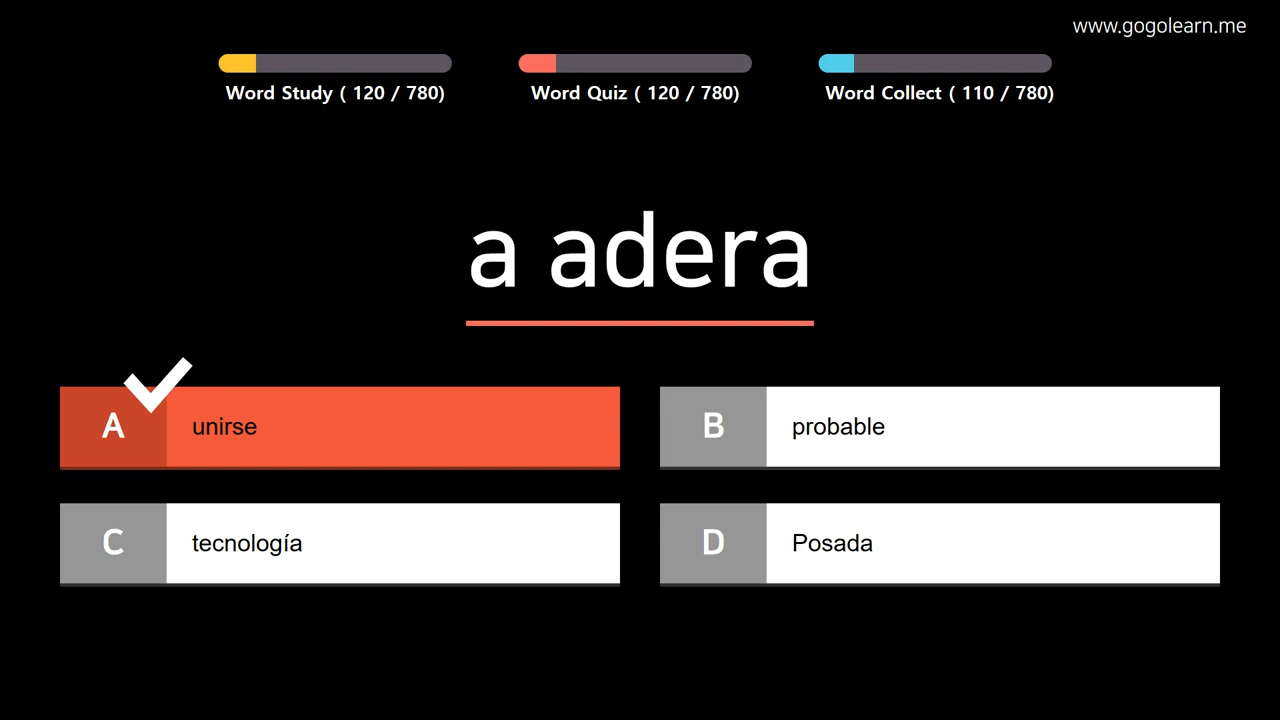 www.gogolearn.me
Word Study ( 120 / 780)
Word Quiz ( 120 / 780)
Word Collect ( 110 / 780)
a adera
A unirse
B probable
C tecnología
D Posada